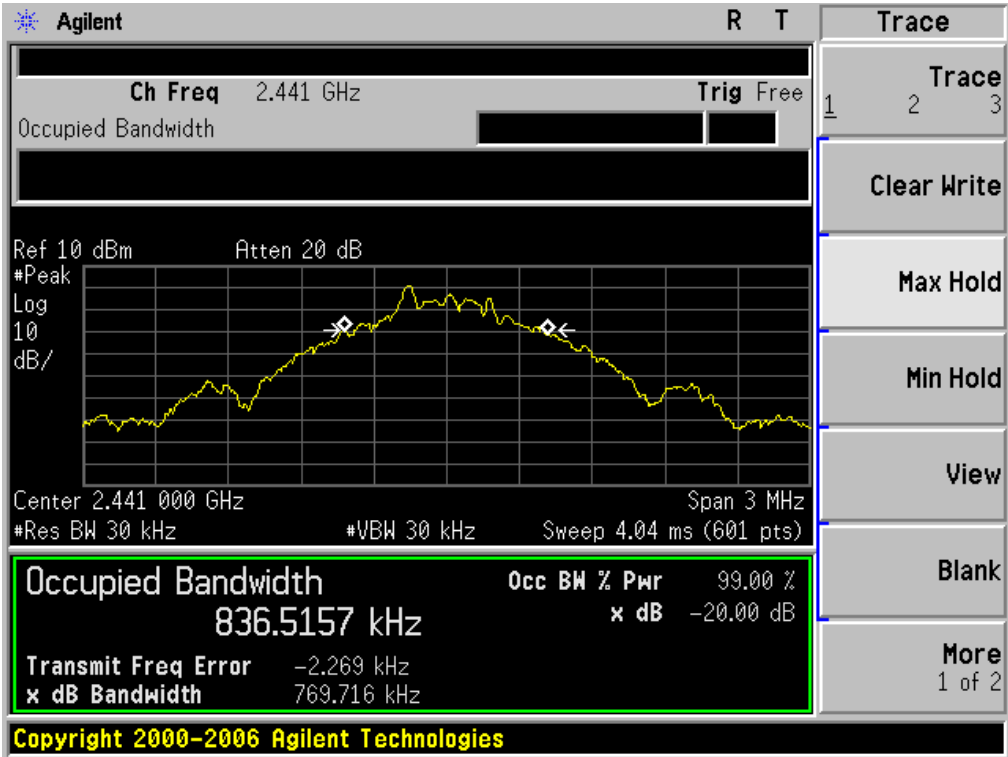 Agilent R T Trace
Ch Freq 2.441 GHz Trig Free
Occupied Bandwidth
Trace
1 2 3
Clear Write
Max Hold
Min Hold
View
Blank
More
1 of 2
Ref 10 dBm Atten 20 dB
#Peak
Log
10
dB/
Center 2.441 000 GHz Span 3 MHz
#Res BW 30 kHz #VBW 30 kHz Sweep 4.04 ms (601 pts)
Occupied Bandwidth Occ BW % Pwr 99.00 %
836.5157 kHz x dB -20.00 dB
Transmit Freq Error -2.269 kHz
x dB Bandwidth 769.716 kHz
Copyright 2000-2006 Agilent Technologies